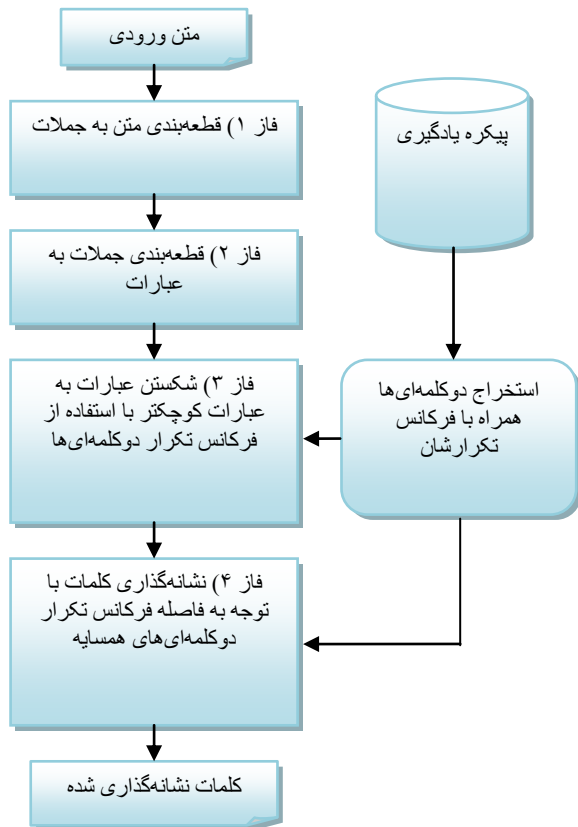 متن ورودی
فاز ۱) قطعه‌بندی متن به جملات
پیکره یادگیری
فاز ۲) قطعه‌بندی جملات به
عبارات
فاز ۳) شکستن عبارات به
عبارات کوچکتر با استفاده از
فرکانس تکرار دوکلمه‌ای‌ها
استخراج دوکلمه‌ای‌ها
همراه با فرکانس
تکرارشان
فاز ۴) نشانه‌گذاری کلمات با
توجه به فاصله فرکانس تکرار
دوکلمه‌ای‌های همسایه
کلمات نشانه‌گذاری شده